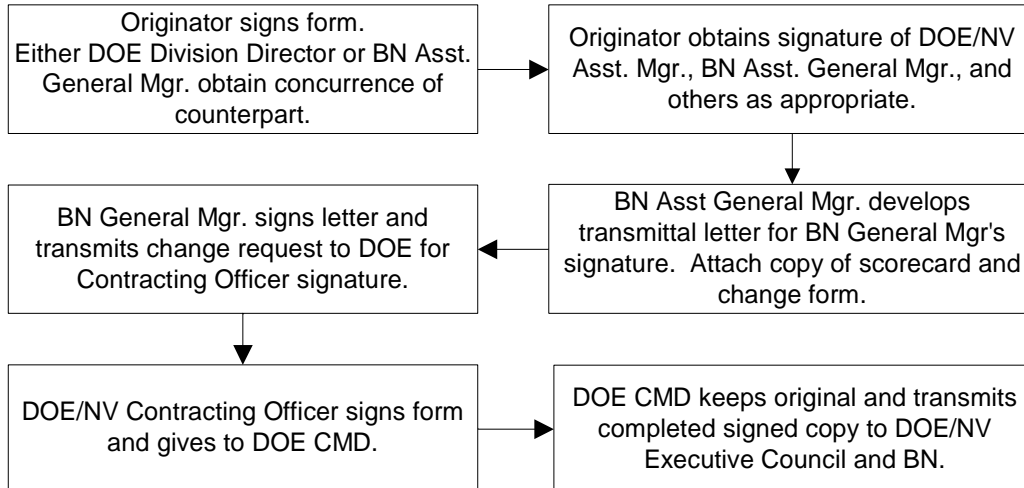 Originator signs form.
Either DOE Division Director or BN Asst.
General Mgr. obtain concurrence of
counterpart.
Originator obtains signature of DOE/NV
Asst. Mgr., BN Asst. General Mgr., and
others as appropriate.
BN Asst General Mgr. develops
transmittal letter for BN General Mgr's
signature.  Attach copy of scorecard and
change form.
BN General Mgr. signs letter and
transmits change request to DOE for
Contracting Officer signature.
DOE/NV Contracting Officer signs form
and gives to DOE CMD.
DOE CMD keeps original and transmits
completed signed copy to DOE/NV
Executive Council and BN.